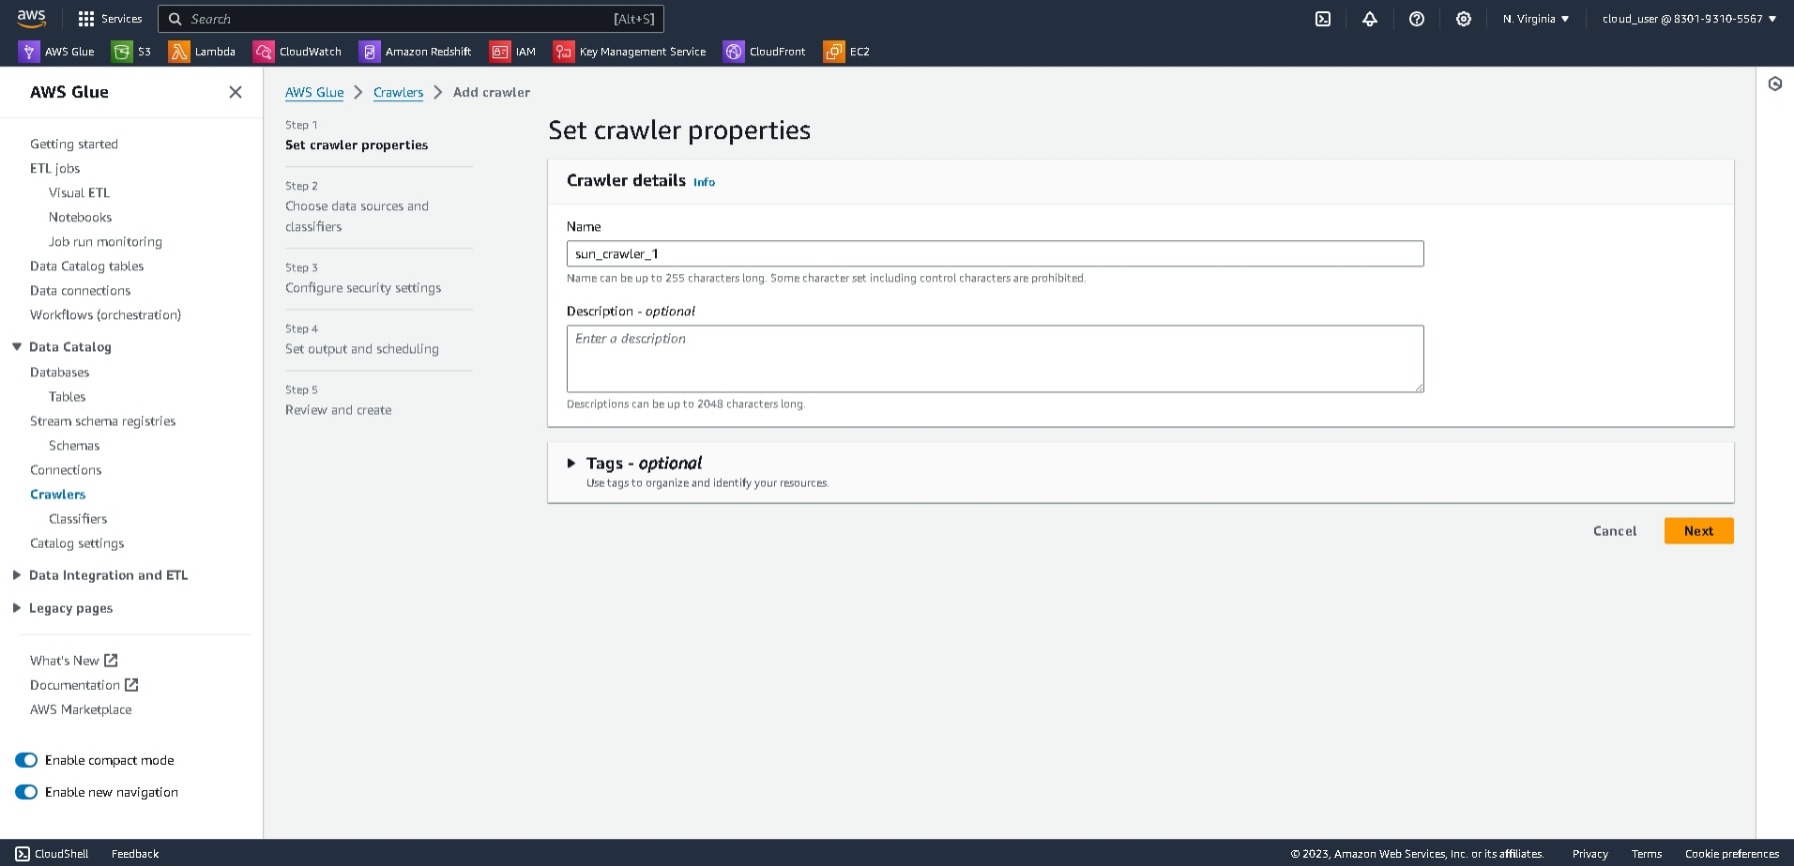 aws
Services
Search
[Alt+S]
N. Virginia
cloud_user @ 8301-9310-5567
AWS Glue
S3
Lambda
CloudWatch
Amazon Redshift
IAM
Key Management Service
CloudFront
EC2
AWS Glue
Getting started
ETL jobs
Visual ETL
Notebooks
Job run monitoring
Data Catalog tables
Data connections
Workflows (orchestration)
Data Catalog
Databases
Tables
Stream schema registries
Schemas
Connections
Crawlers
Classifiers
Catalog settings
Data Integration and ETL
Legacy pages
What's New
Documentation
AWS Marketplace
Enable compact mode
Enable new navigation
AWS Glue
Crawlers
Add crawler
Step 1
Set crawler properties
Step 2
Choose data sources and
classifiers
Step 3
Configure security settings
Step 4
Set output and scheduling
Step 5
Review and create
Set crawler properties
Crawler details Info
Name
sun_crawler_1
Name can be up to 255 characters long. Some character set including control characters are prohibited.
Description - optional
Enter a description
Descriptions can be up to 2048 characters long.
Tags - optional
Use tags to organize and identify your resources.
Cancel
Next
CloudShell
Feedback
© 2023, Amazon Web Services, Inc. or its affiliates.
Privacy
Terms
Cookie preferences